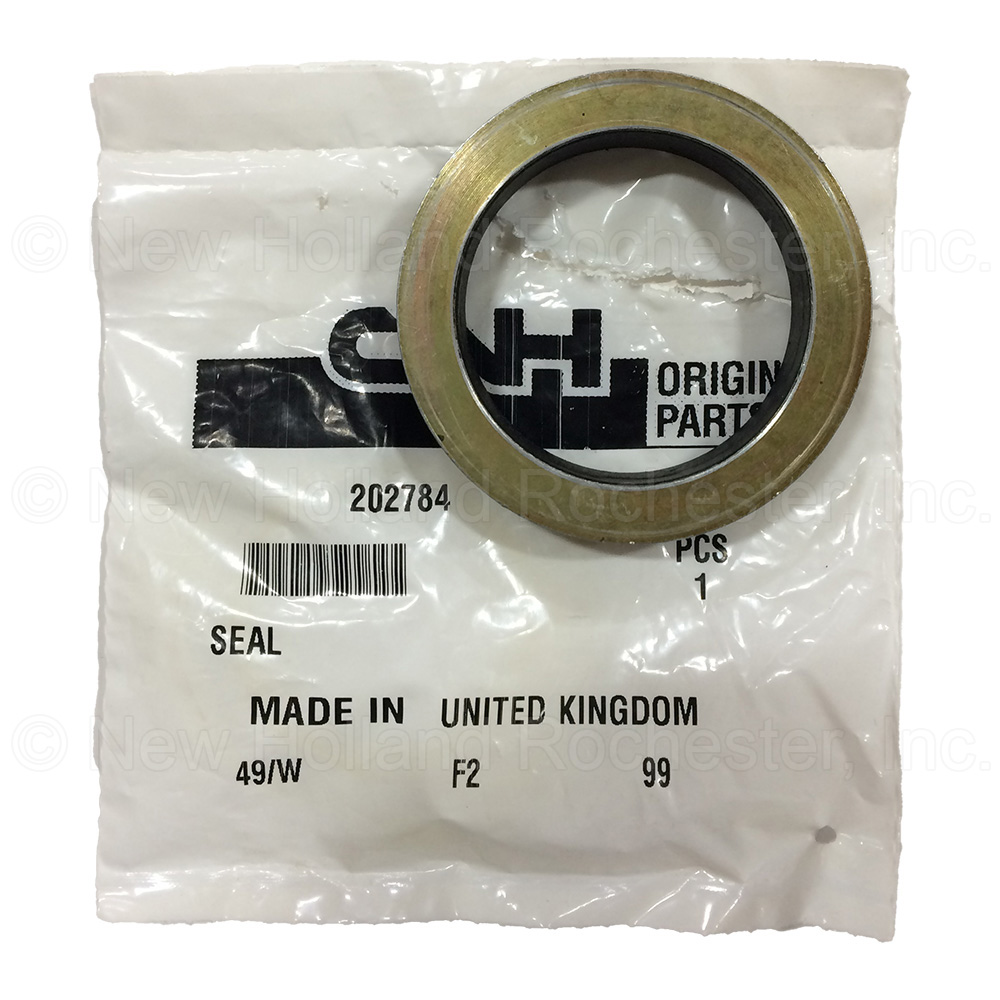 © New Holland Rochester, Inc.
CNH
ORIGIN
PARTS
© New Holland Rochester, Inc.
202784
PCS
1
SEAL
MADE IN UNITED KINGDOM
© New Holland Rochester, Inc.
49/W F2 99